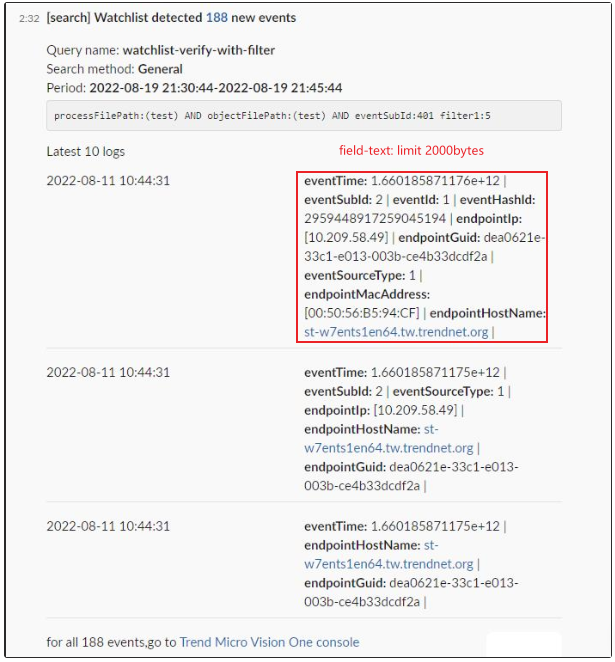 2:32 [search] Watchlist detected 188 new events
Query name: watchlist-verify-with-filter
Search method: General
Period: 2022-08-19 21:30:44-2022-08-19 21:45:44
processFilePath:(test) AND objectFilePath:(test) AND eventSubId:401 filter1:5
Latest 10 logs
field-text: limit 2000bytes
2022-08-11 10:44:31
eventTime: 1.660185871176e+12 |
eventSubId: 2 | eventId: 1 | eventHashId:
2959448917259045194 | endpointIp:
[10.209.58.49] | endpointGuid: dea0621e-
33c1-e013-003b-ce4b33dcdf2a |
eventSourceType: 1 |
endpointMacAddress:
[00:50:56:B5:94:CF] | endpointHostName:
st-w7ents1en64.tw.trendnet.org |
2022-08-11 10:44:31
eventTime: 1.660185871175e+12 |
eventSubId: 2 | eventSourceType: 1 |
endpointIp: [10.209.58.49] |
endpointHostName: st-
w7ents1en64.tw.trendnet.org |
endpointGuid: dea0621e-33c1-e013-
003b-ce4b33dcdf2a |
2022-08-11 10:44:31
eventTime: 1.660185871175e+12 |
endpointHostName: st-
w7ents1en64.tw.trendnet.org |
endpointGuid: dea0621e-33c1-e013-
003b-ce4b33dcdf2a |
for all 188 events,go to Trend Micro Vision One console